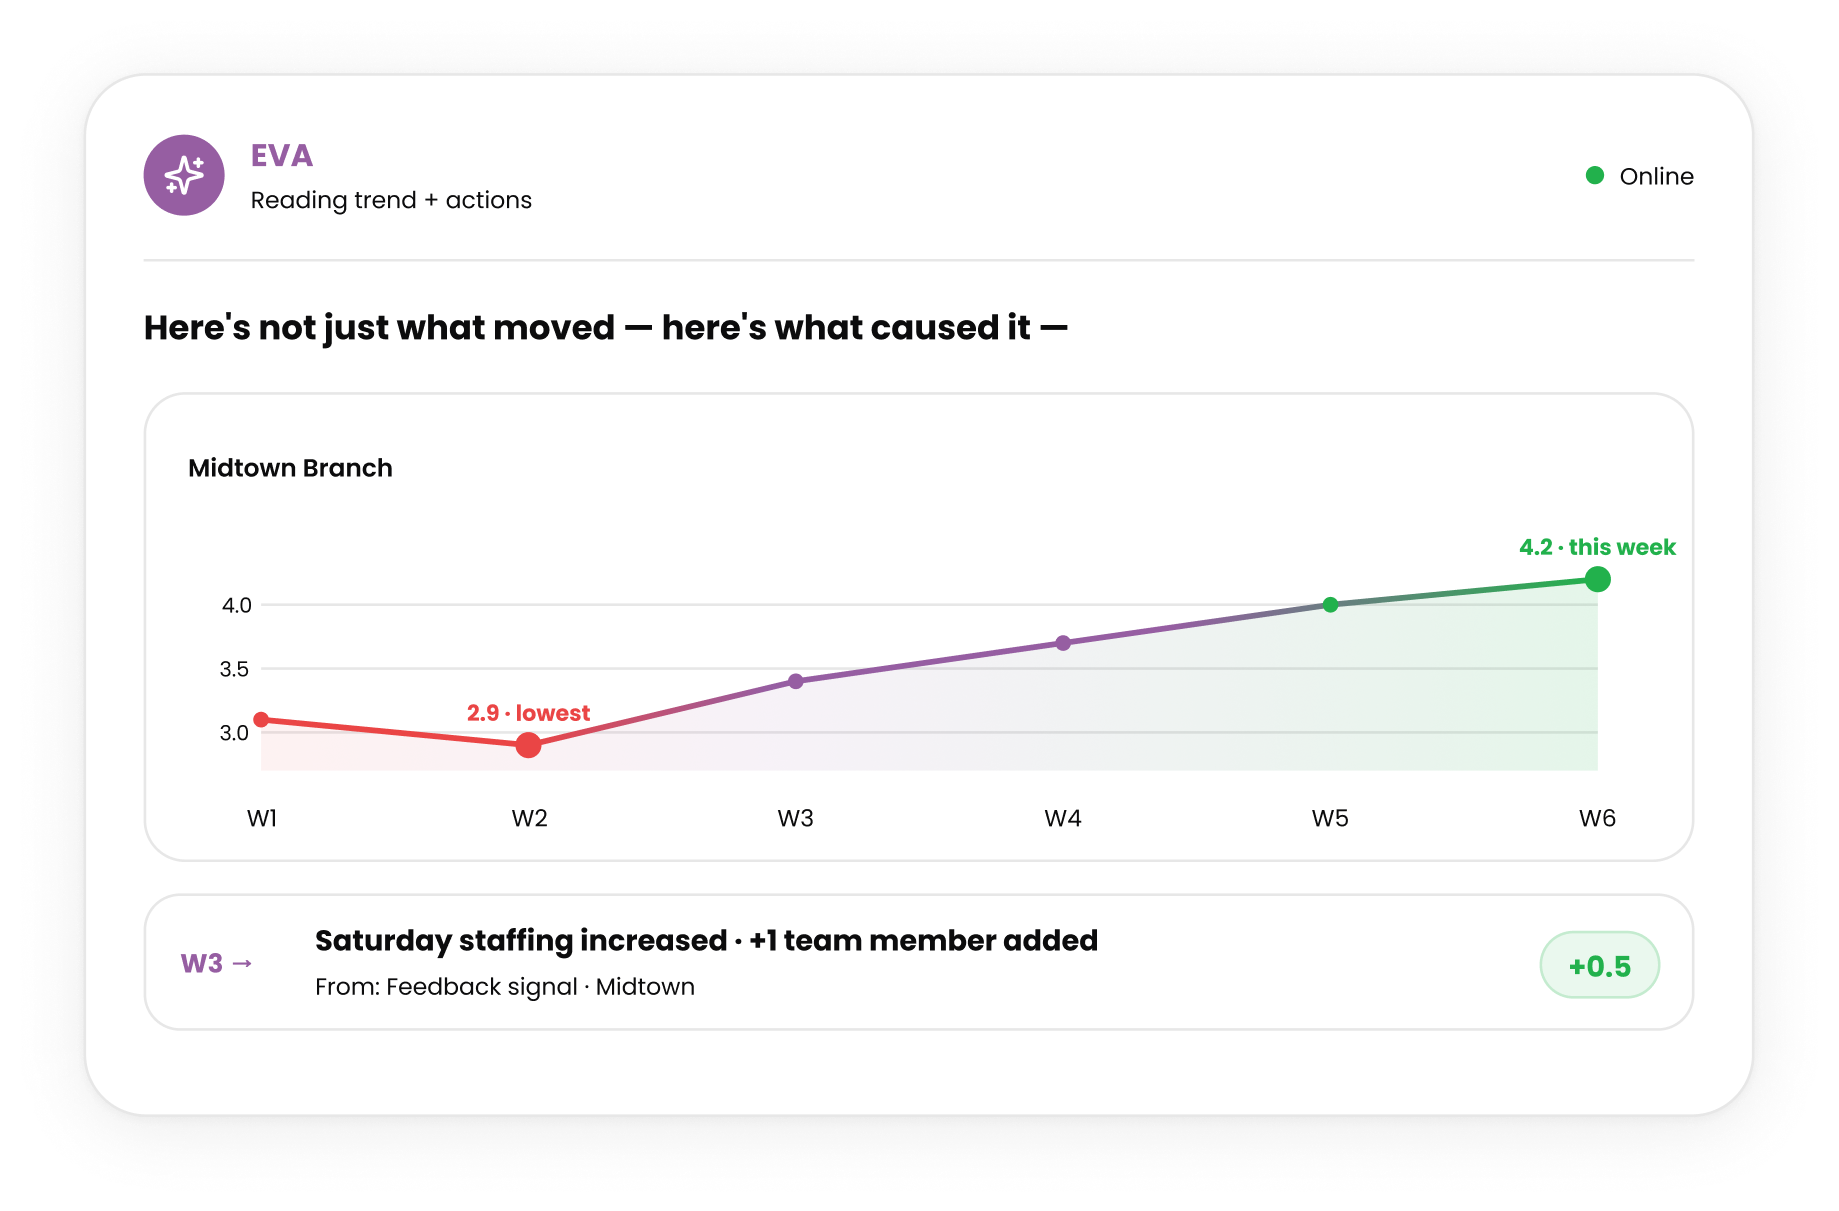 EVA
Reading trend + actions
Online
Here's not just what moved — here's what caused it —
Midtown Branch
4.2 · this week
4.0
3.5
2.9 · lowest
3.0
W1 W2 W3 W4 W5 W6
W3 →
Saturday staffing increased · +1 team member added
From: Feedback signal · Midtown
+0.5